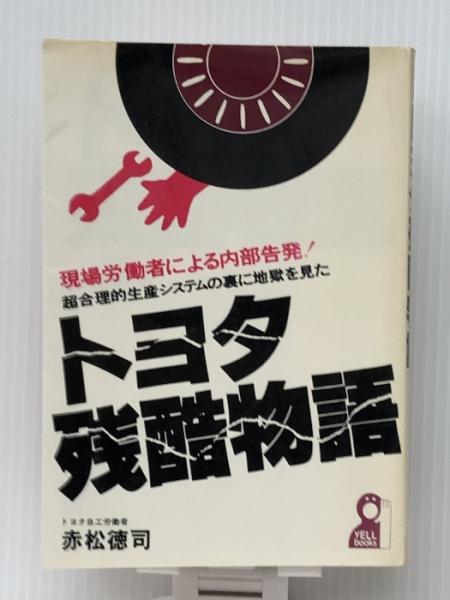 現場労働者による内部告発!
超合理的生産システムの裏に地獄を見た
トヨタ
残酷物語
トヨタ自工労働者
赤松徳司
YELL
books